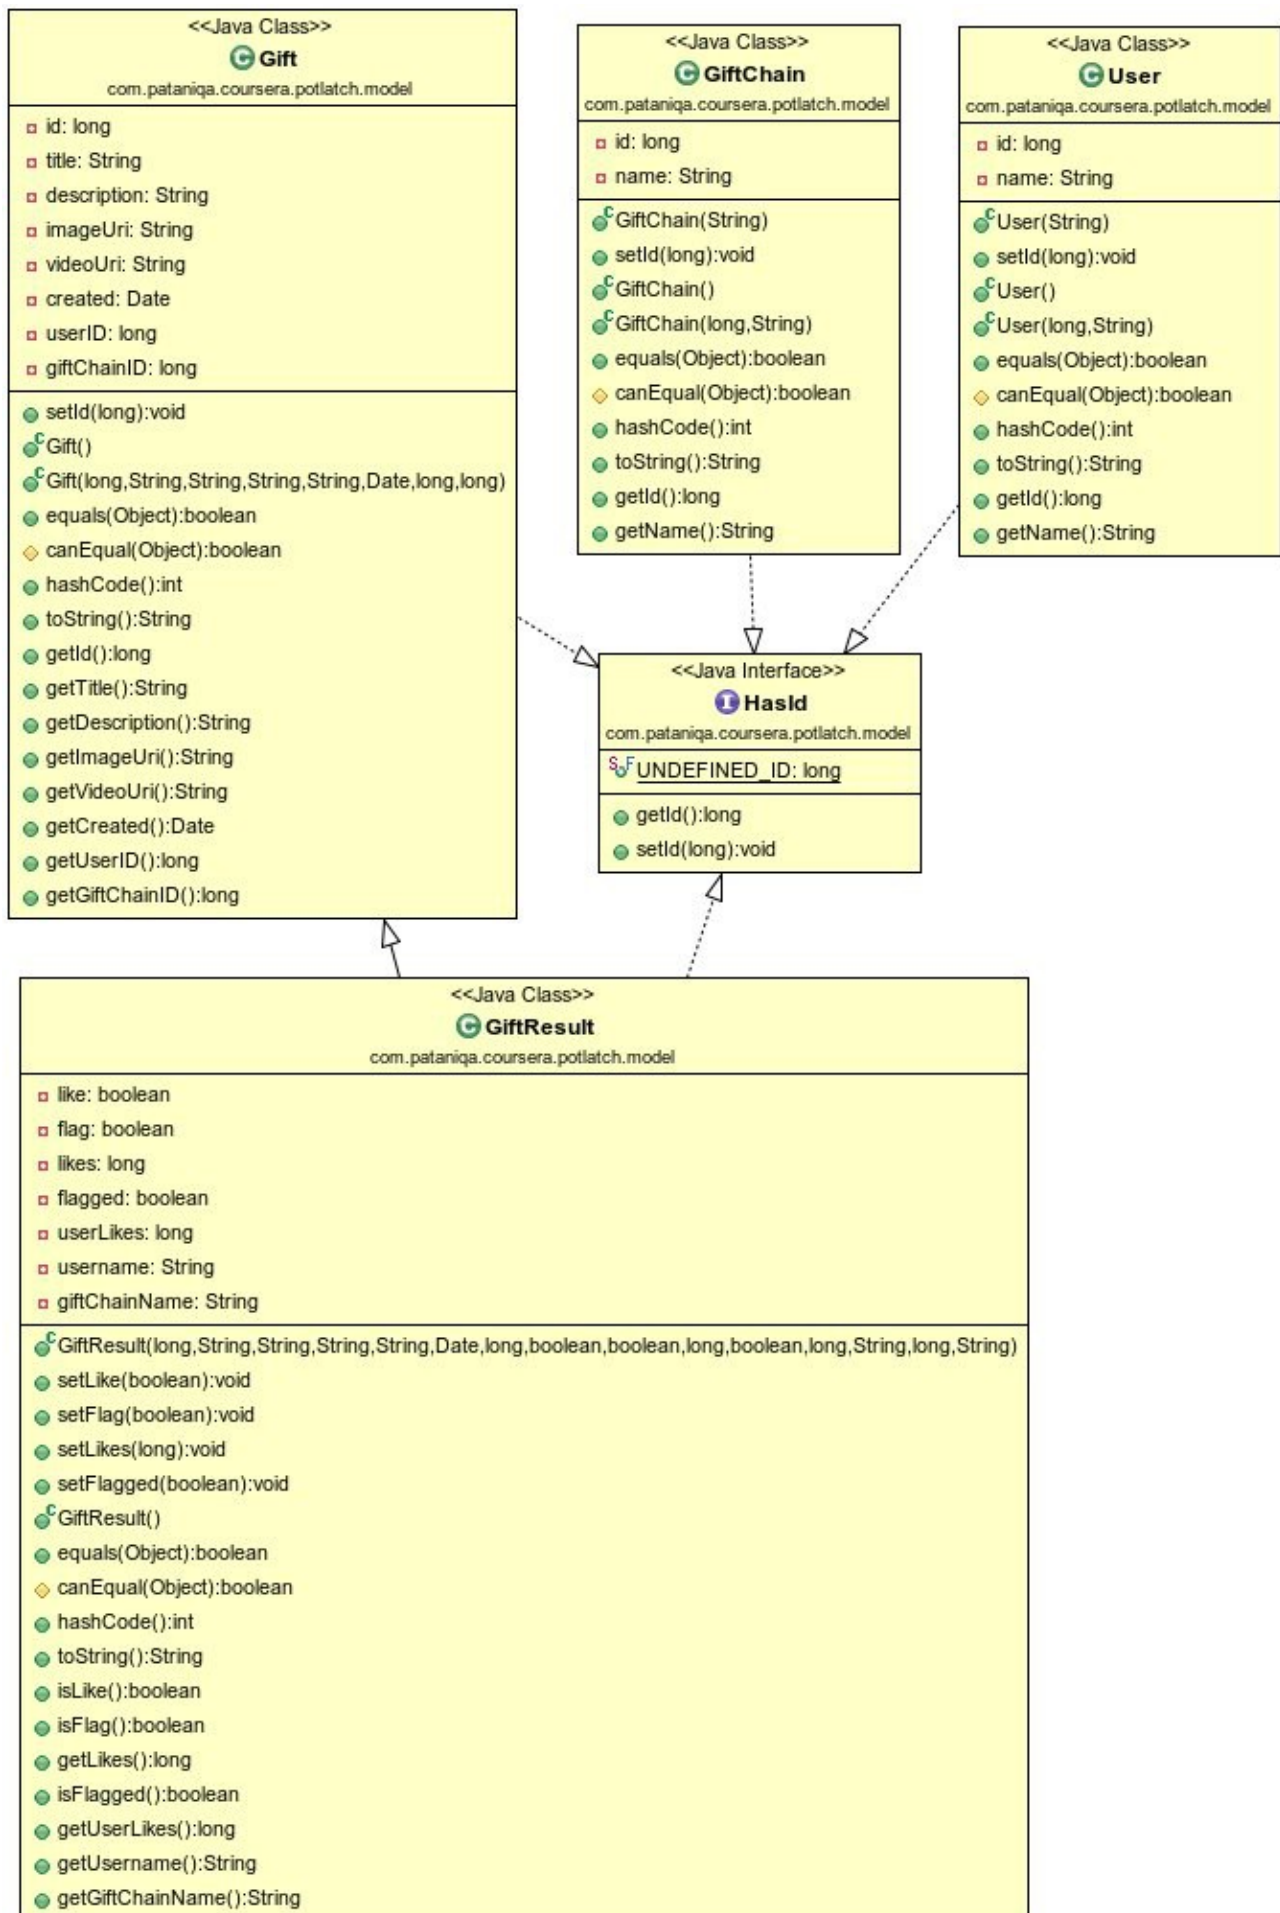 <<Java Class>>
Gift
com.pataniqa.coursera.potlatch.model
id: long
title: String
description: String
imageUri: String
videoUri: String
created: Date
userID: long
giftChainID: long
setId(long):void
Gift()
Gift(long,String,String,String,String,Date,long,long)
equals(Object):boolean
canEqual(Object):boolean
hashCode():int
toString():String
getId():long
getTitle():String
getDescription():String
getImageUri():String
getVideoUri():String
getCreated():Date
getUserID():long
getGiftChainID():long
<<Java Class>>
GiftChain
com.pataniqa.coursera.potlatch.model
id: long
name: String
GiftChain(String)
setId(long):void
GiftChain()
GiftChain(long,String)
equals(Object):boolean
canEqual(Object):boolean
hashCode():int
toString():String
getId():long
getName():String
<<Java Class>>
User
com.pataniqa.coursera.potlatch.model
id: long
name: String
User(String)
setId(long):void
User()
User(long,String)
equals(Object):boolean
canEqual(Object):boolean
hashCode():int
toString():String
getId():long
getName():String
<<Java Interface>>
HasId
com.pataniqa.coursera.potlatch.model
UNDEFINED_ID: long
getId():long
setId(long):void
<<Java Class>>
GiftResult
com.pataniqa.coursera.potlatch.model
like: boolean
flag: boolean
likes: long
flagged: boolean
userLikes: long
username: String
giftChainName: String
GiftResult(long,String,String,String,String,Date,long,boolean,boolean,long,boolean,long,String,long,String)
setLike(boolean):void
setFlag(boolean):void
setLikes(long):void
setFlagged(boolean):void
GiftResult()
equals(Object):boolean
canEqual(Object):boolean
hashCode():int
toString():String
isLike():boolean
isFlag():boolean
getLikes():long
isFlagged():boolean
getUserLikes():long
getUsername():String
getGiftChainName():String